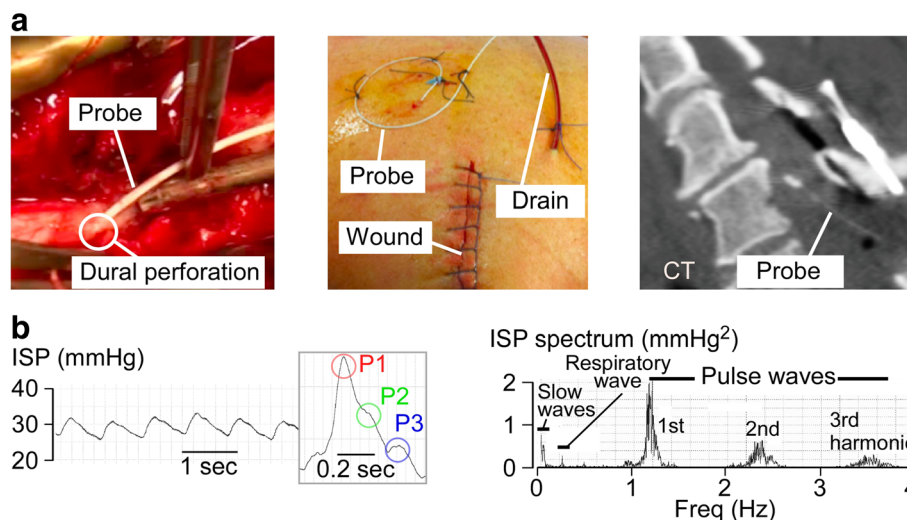 a
Probe
Dural perforation
Probe
Drain
Wound
CT
Probe
b
ISP (mmHg)
40
30
20
1 sec
P1
P2
P3
0.2 sec
ISP spectrum (mmHg2)
Respiratory
wave
Slow
waves
Pulse waves
2
1
0
1st
2nd
3rd
harmonic
0
1
2
3
4
Freq (Hz)